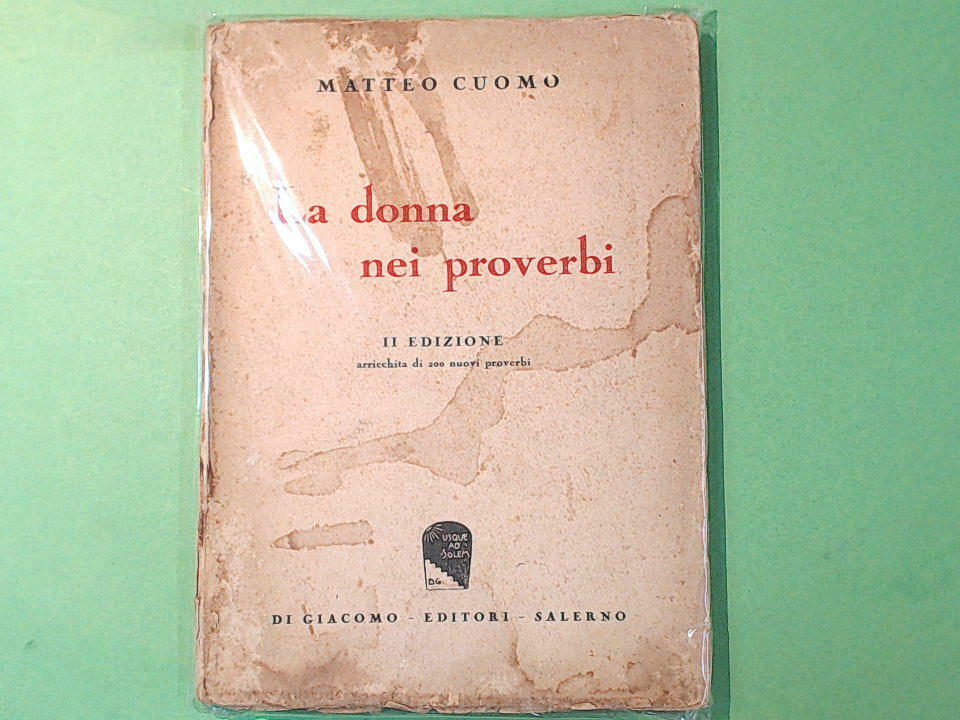 MATTEO CUOMO
La donna
nei proverbi
II EDIZIONE
arricchita di 200 nuovi proverbi
USQUE
AD
SOLEM
D.G.
DI GIACOMO - EDITORI - SALERNO